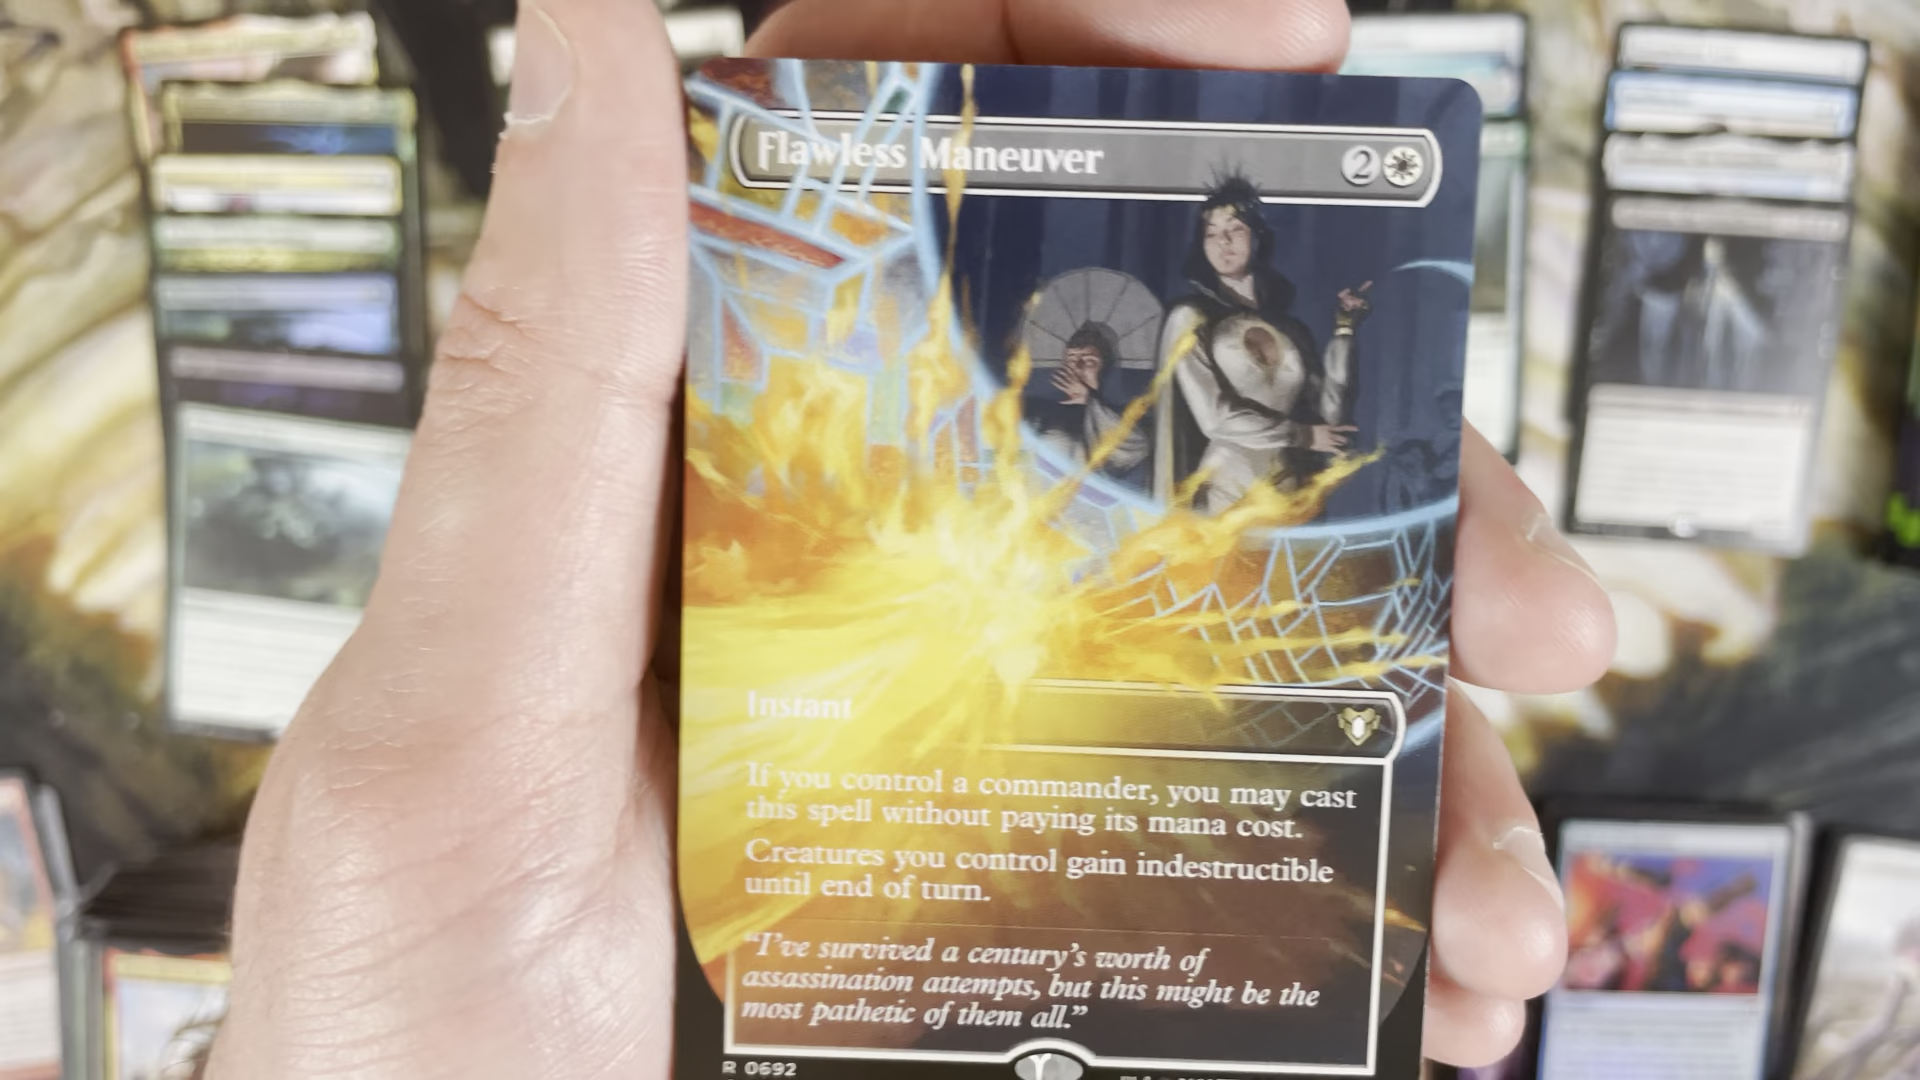 Flawless Maneuver 2
Instant
If you control a commander, you may cast
this spell without paying its mana cost.
Creatures you control gain indestructible
until end of turn.
“I’ve survived a century’s worth of
assassination attempts, but this might be the
most pathetic of them all.”
R 0692